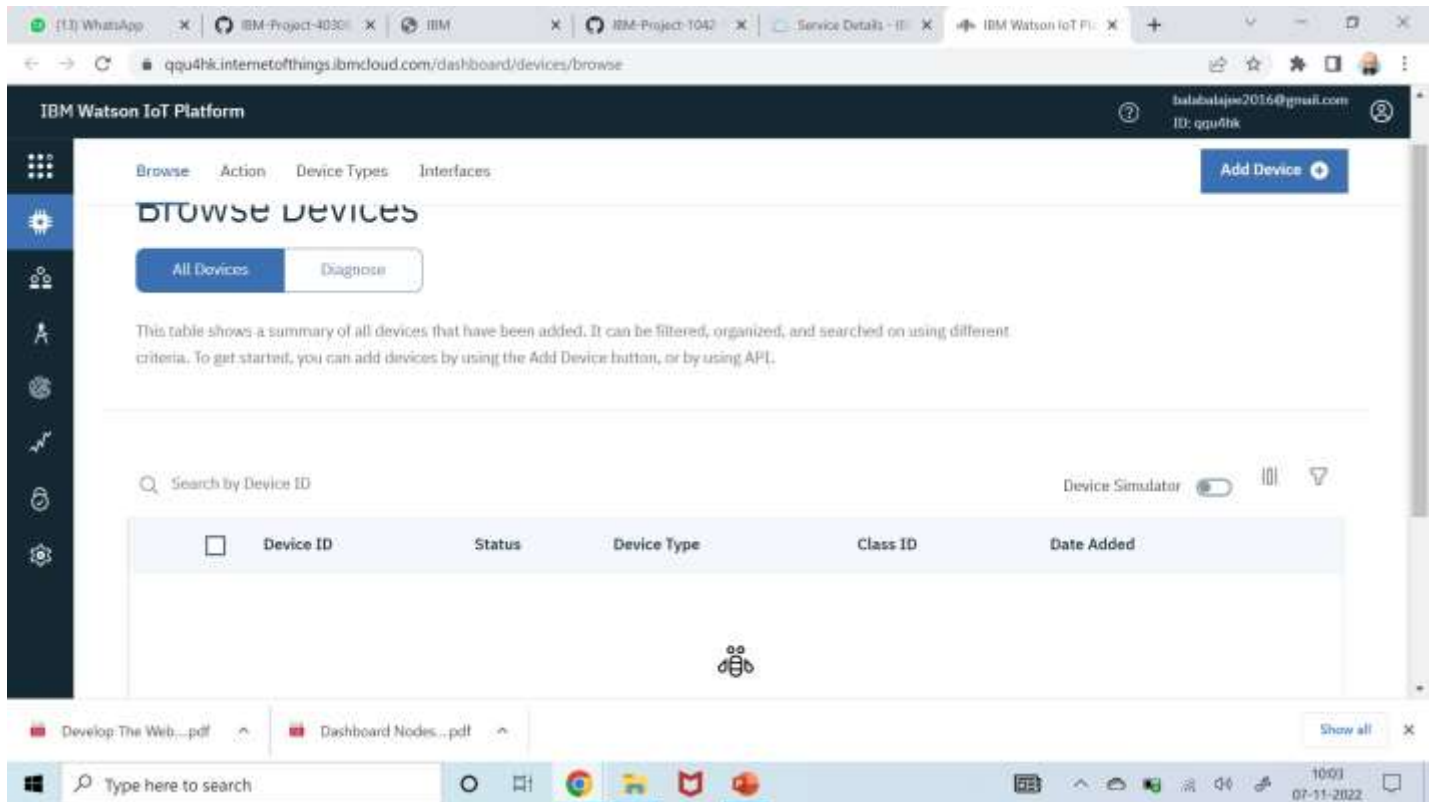 (13) WhatsApp
IBM-Project-4030
IBM
IBM-Project-1042
Service Details - IB
IBM Watson IoT Pl
qqu4hk.internetofthings.ibmcloud.com/dashboard/devices/browse
IBM Watson IoT Platform
balabalajee2016@gmail.com
ID: qqu4hk
Browse Action Device Types Interfaces
Add Device
Browse Devices
All Devices
Diagnose
This table shows a summary of all devices that have been added. It can be filtered, organized, and searched on using different
criteria. To get started, you can add devices by using the Add Device button, or by using API.
Search by Device ID
Device Simulator
Device ID Status Device Type Class ID Date Added
Develop The Web....pdf
Dashboard Nodes...pdf
Show all
Type here to search
10:03
07-11-2022